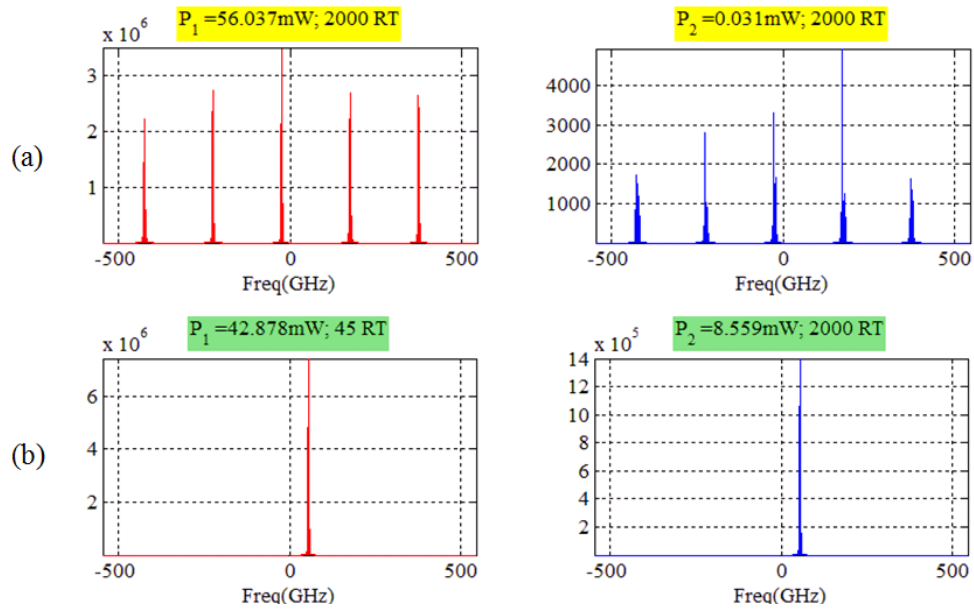 P1 =56.037mW; 2000 RT
x 10^6
3
2
1
-500 0 500
Freq(GHz)
P2 =0.031mW; 2000 RT
4000
3000
2000
1000
-500 0 500
Freq(GHz)
(a)
P1 =42.878mW; 45 RT
x 10^6
6
4
2
-500 0 500
Freq(GHz)
P2 =8.559mW; 2000 RT
x 10^5
14
12
10
8
6
4
2
-500 0 500
Freq(GHz)
(b)